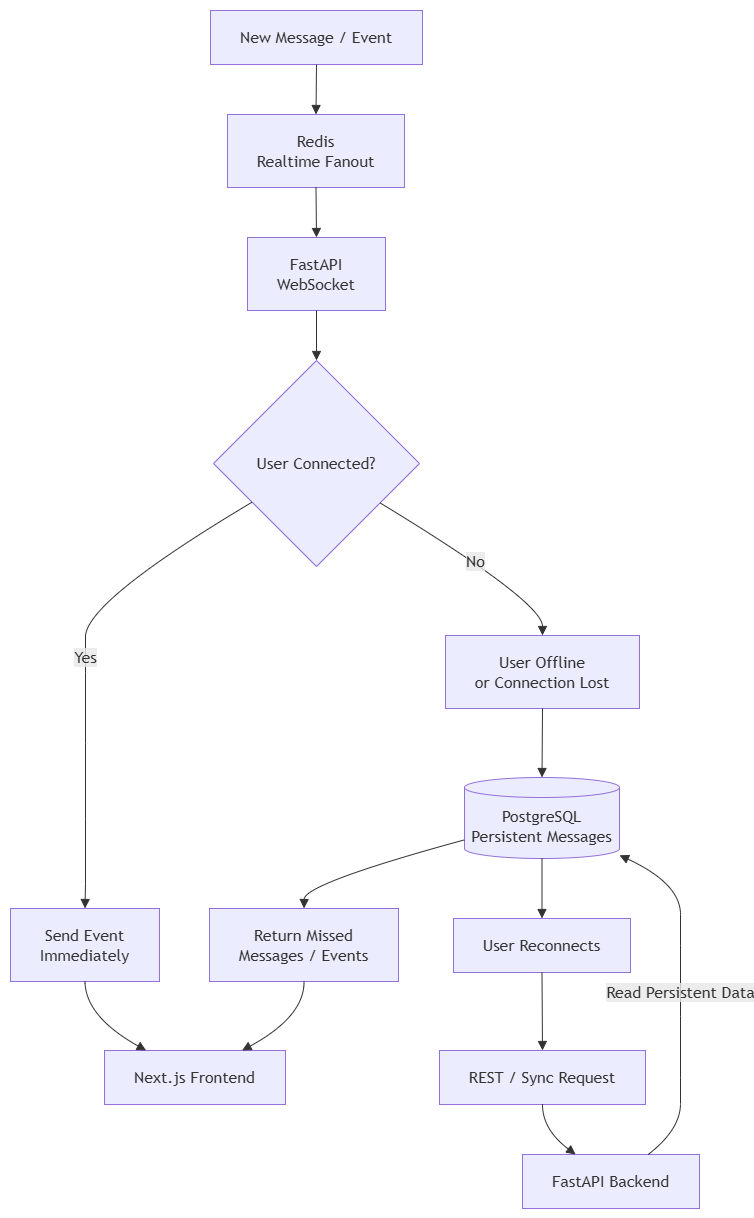 New Message / Event
Redis
Realtime Fanout
FastAPI
WebSocket
User Connected?
No
Yes
User Offline
or Connection Lost
PostgreSQL
Persistent Messages
Send Event
Immediately
Return Missed
Messages / Events
User Reconnects
Read Persistent Data
Next.js Frontend
REST / Sync Request
FastAPI Backend